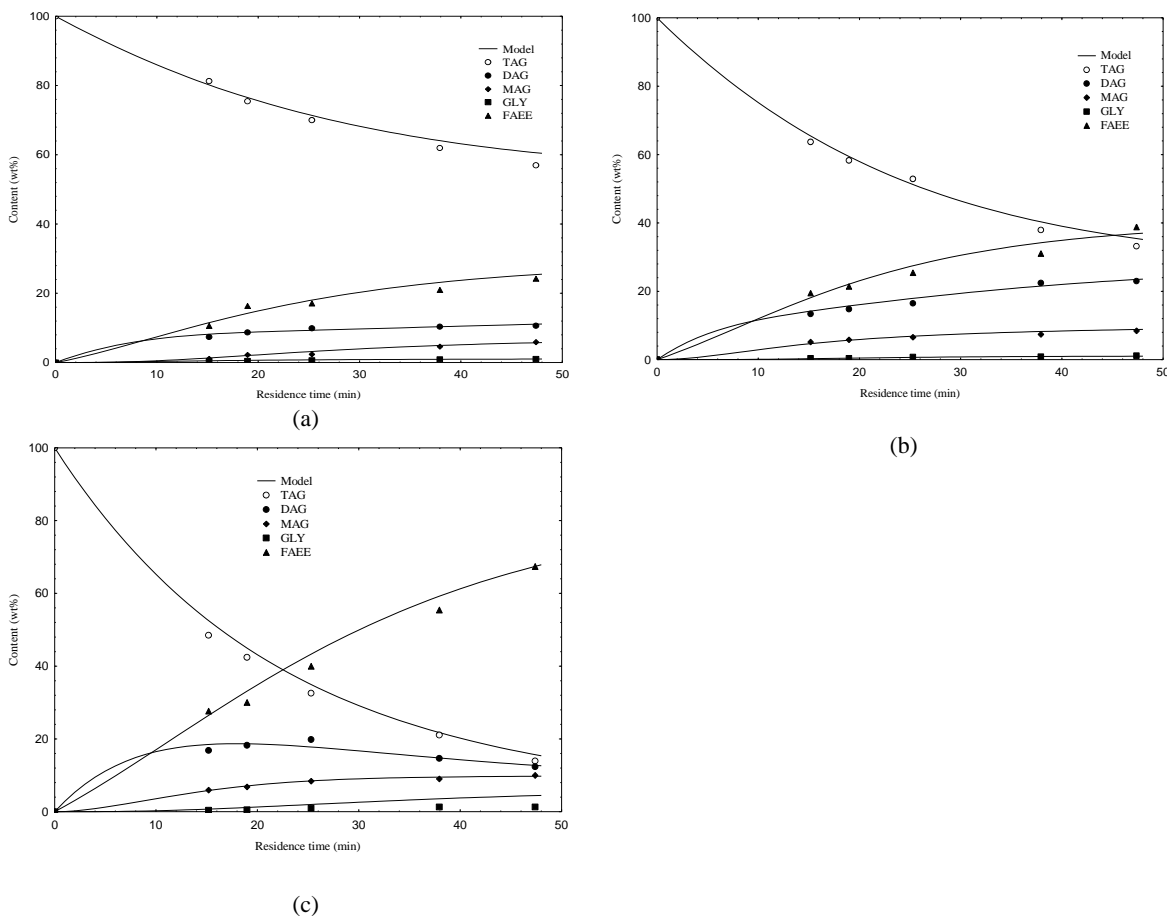 100
80
60
40
20
0
Content (wt%)
Model
TAG
DAG
MAG
GLY
FAEE
0 10 20 30 40 50
Residence time (min)
(a)
100
80
60
40
20
0
Content (wt%)
Model
TAG
DAG
MAG
GLY
FAEE
0 10 20 30 40 50
Residence time (min)
(b)
100
80
60
40
20
0
Content (wt%)
Model
TAG
DAG
MAG
GLY
FAEE
0 10 20 30 40 50
Residence time (min)
(c)